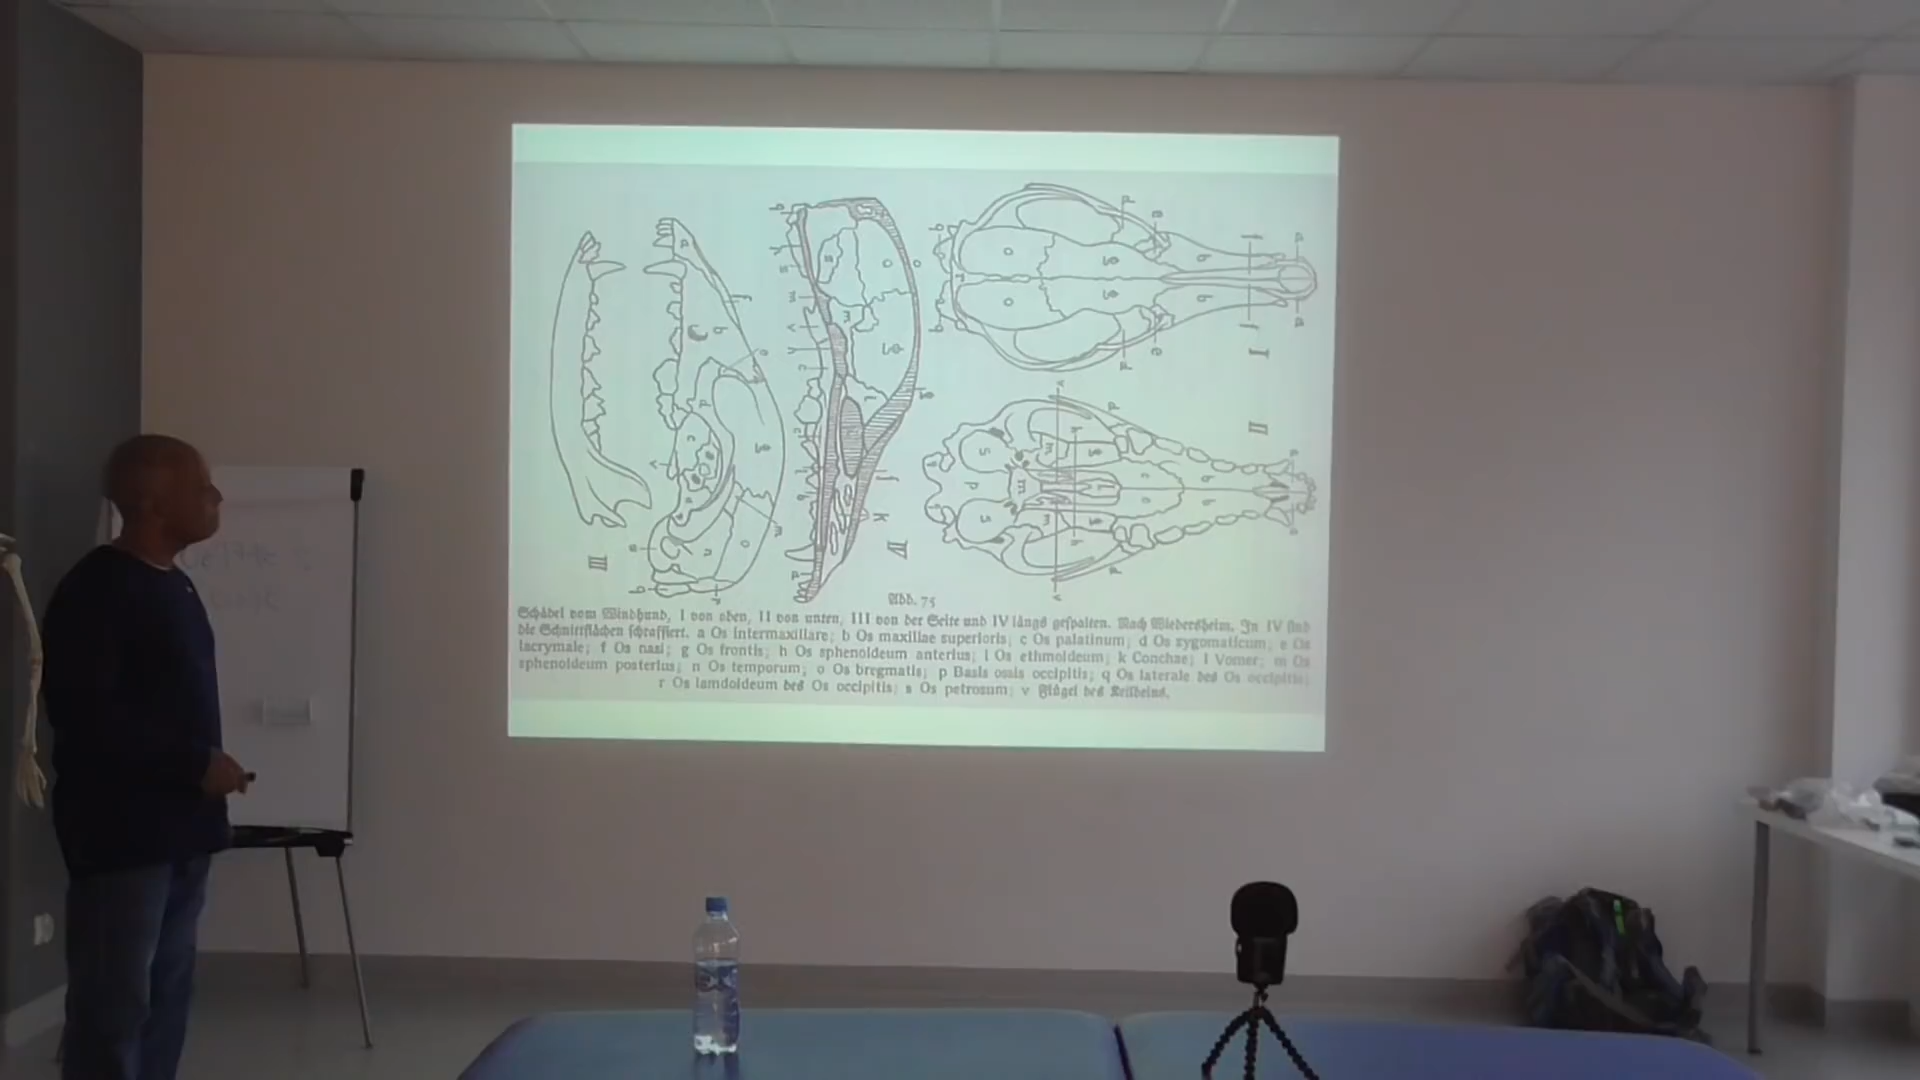 I
II
III
IV
Abb. 75
Schädel vom Windhund, I von oben, II von unten, III von der Seite und IV längs gespalten. Nach Wiedersheim. In IV sind
die Schnittflächen schraffiert. a Os intermaxillare; b Os maxillae superioris; c Os palatinum; d Os zygomaticum; e Os
lacrymale; f Os nasi; g Os frontis; h Os sphenoideum anterius; i Os ethmoideum; k Conchae; l Vomer; m Os
sphenoideum posterius; n Os temporum; o Os bregmatis; p Basis ossis occipitis; q Os laterale des Os occipitis;
r Os lamdoideum des Os occipitis; s Os petrosum; v Flügel des Keilbeins.